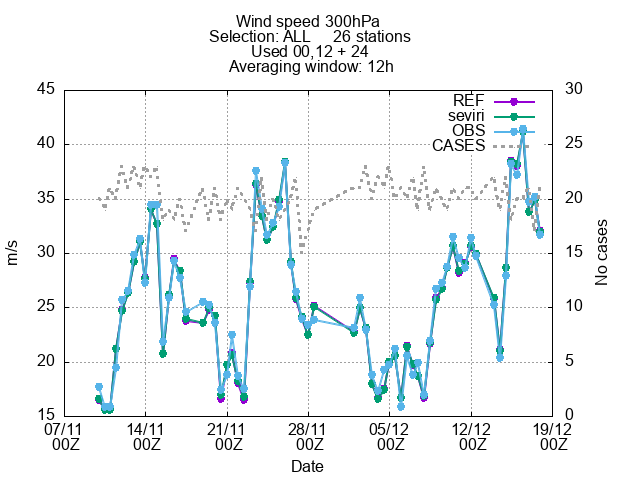 Wind speed 300hPa
Selection: ALL 26 stations
Used 00,12 + 24
Averaging window: 12h
45 30
REF
seviri
OBS
CASES
40 25
35 20
30 15
25 10
20 5
15 0
m/s
No cases
07/11 14/11 21/11 28/11 05/12 12/12 19/12
00Z 00Z 00Z 00Z 00Z 00Z 00Z
Date